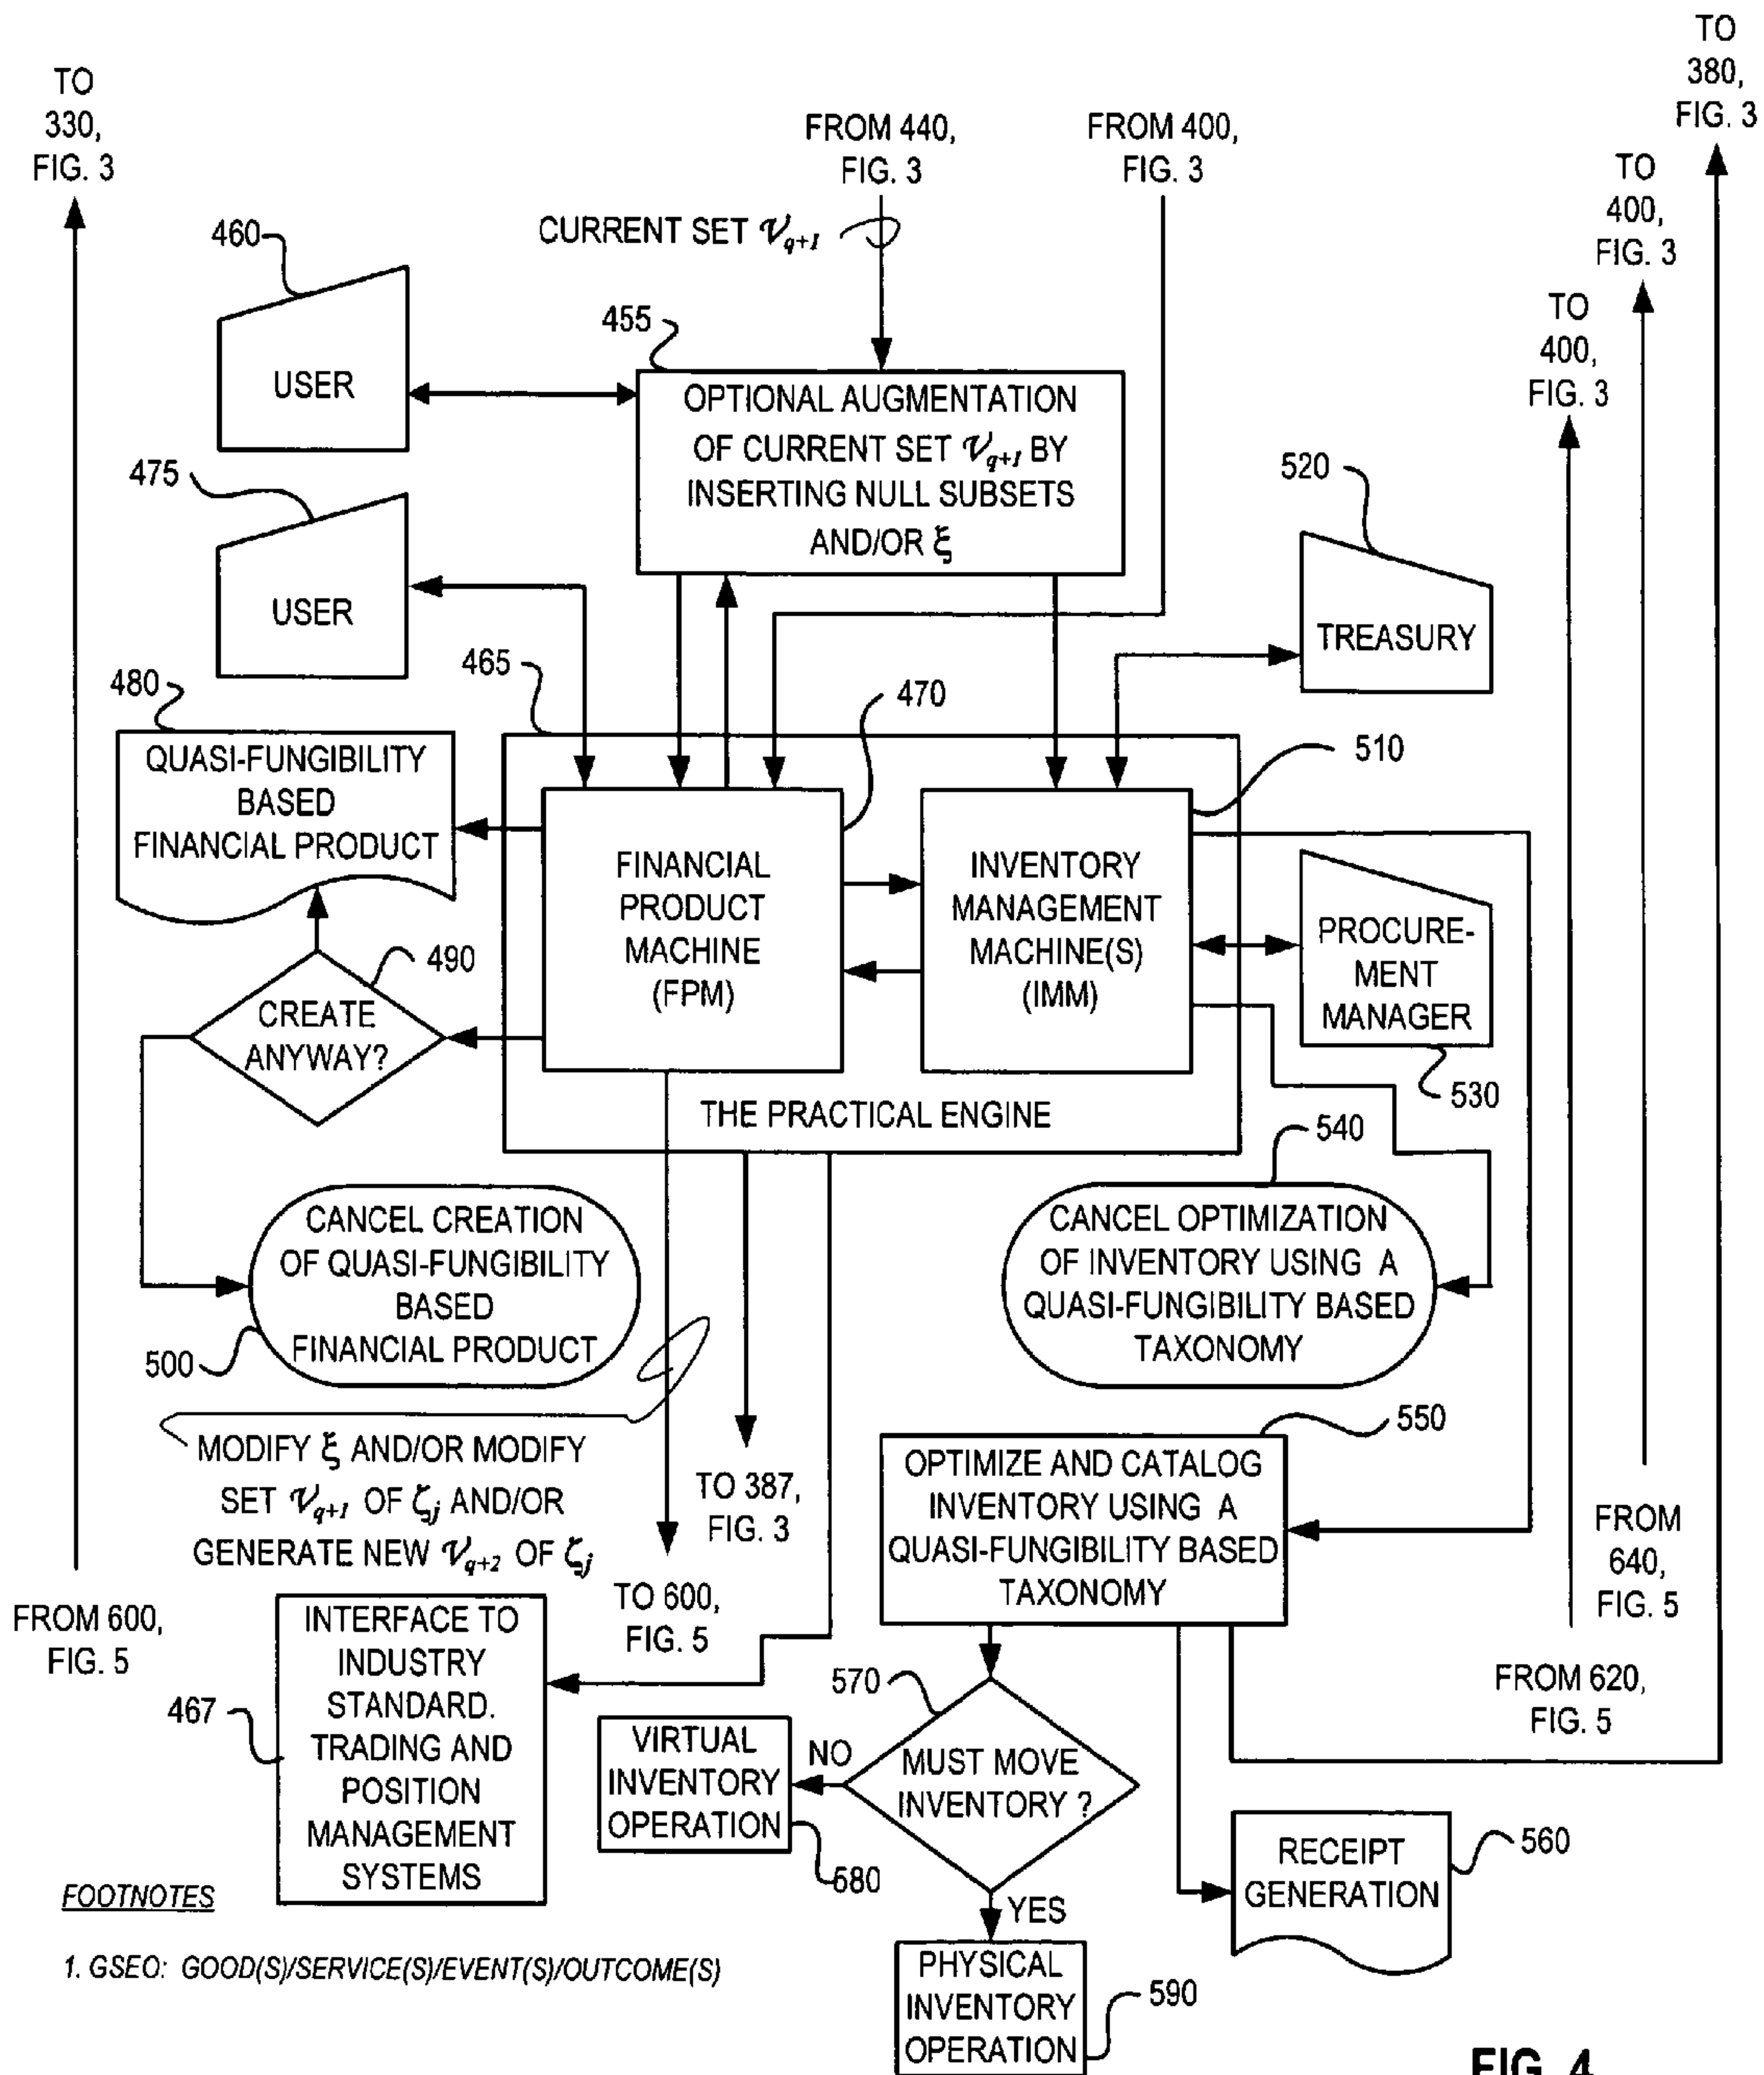 TO
380,
FIG. 3
TO
330,
FIG. 3
FROM 440,
FIG. 3
FROM 400,
FIG. 3
TO
400,
FIG. 3
TO
400,
FIG. 3
CURRENT SET 𝒱q+1
460
USER
455
OPTIONAL AUGMENTATION
OF CURRENT SET 𝒱q+1 BY
INSERTING NULL SUBSETS
AND/OR ξ
475
USER
520
TREASURY
465
470
510
480
QUASI-FUNGIBILITY
BASED
FINANCIAL PRODUCT
FINANCIAL
PRODUCT
MACHINE
(FPM)
INVENTORY
MANAGEMENT
MACHINE(S)
(IMM)
PROCURE-
MENT
MANAGER
530
490
CREATE
ANYWAY?
THE PRACTICAL ENGINE
540
CANCEL CREATION
OF QUASI-FUNGIBILITY
BASED
FINANCIAL PRODUCT
500
CANCEL OPTIMIZATION
OF INVENTORY USING A
QUASI-FUNGIBILITY BASED
TAXONOMY
MODIFY ξ AND/OR MODIFY
SET 𝒱q+1 OF ζj AND/OR
GENERATE NEW 𝒱q+2 OF ζj
TO 387,
FIG. 3
TO 600,
FIG. 5
550
OPTIMIZE AND CATALOG
INVENTORY USING A
QUASI-FUNGIBILITY BASED
TAXONOMY
FROM
640,
FIG. 5
FROM 600,
FIG. 5
FROM 620,
FIG. 5
INTERFACE TO
INDUSTRY
STANDARD.
TRADING AND
POSITION
MANAGEMENT
SYSTEMS
467
570
MUST MOVE
INVENTORY ?
NO
VIRTUAL
INVENTORY
OPERATION
580
YES
PHYSICAL
INVENTORY
OPERATION
590
RECEIPT
GENERATION
560
FOOTNOTES
1. GSEO: GOOD(S)/SERVICE(S)/EVENT(S)/OUTCOME(S)
FIG. 4